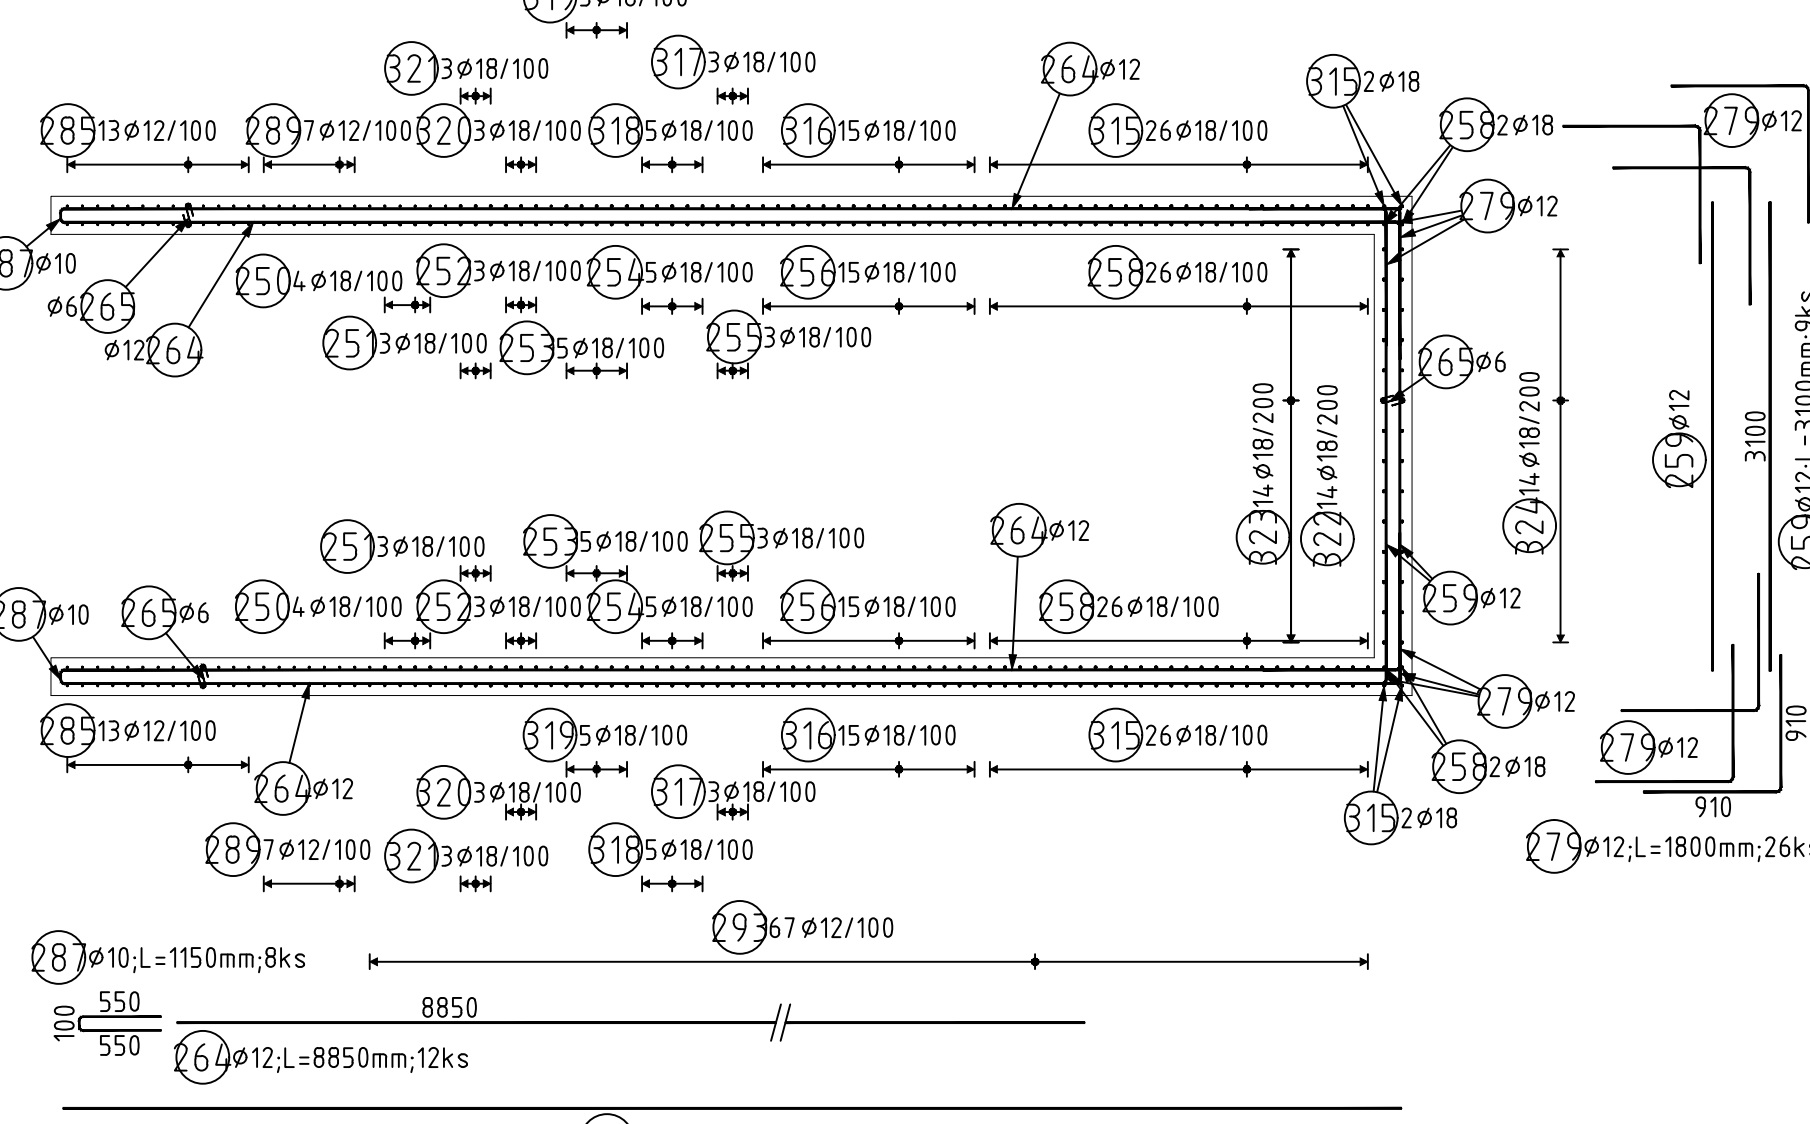 319 5ø18/100
321 3ø18/100
317 3ø18/100
264 ø12
315 2ø18
285 13ø12/100
289 7ø12/100
320 3ø18/100
318 5ø18/100
316 15ø18/100
315 26ø18/100
258 2ø18
279 ø12
279 ø12
287 ø10
ø6 265
ø12 264
250 4ø18/100
252 3ø18/100
254 5ø18/100
256 15ø18/100
258 26ø18/100
251 3ø18/100
253 5ø18/100
255 3ø18/100
265 ø6
323 14ø18/200
322 14ø18/200
324 14ø18/200
259 ø12
3100
259 ø12;L=3100mm;9ks
251 3ø18/100
253 5ø18/100
255 3ø18/100
264 ø12
287 ø10
265 ø6
250 4ø18/100
252 3ø18/100
254 5ø18/100
256 15ø18/100
258 26ø18/100
259 ø12
279 ø12
285 13ø12/100
319 5ø18/100
316 15ø18/100
315 26ø18/100
258 2ø18
279 ø12
910
264 ø12
320 3ø18/100
317 3ø18/100
315 2ø18
910
289 7ø12/100
321 3ø18/100
318 5ø18/100
279 ø12;L=1800mm;26ks
293 67ø12/100
287 ø10;L=1150mm;8ks
550
100
550
8850
264 ø12;L=8850mm;12ks